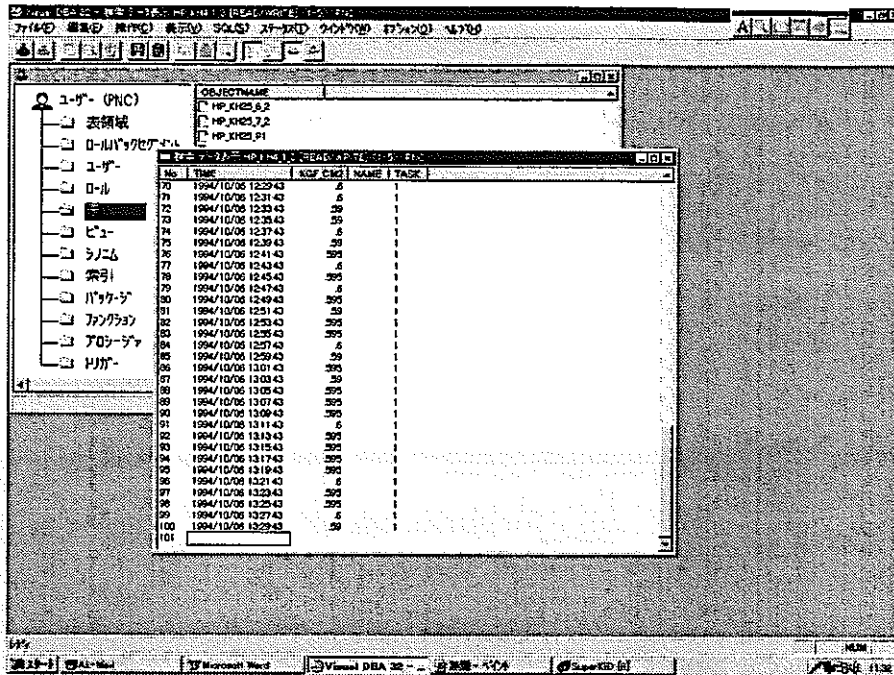 ファイル(F) 編集(E) 操作(C) 表示(V) SQL(S) ステータス(T) ウインドウ(W) オプション(O) ヘルプ(H)
ユーザー (PNC)
表領域
ロールバックセグメント
ユーザー
ロール
ビュー
シノニム
索引
パッケージ
ファンクション
プロシージャ
トリガー
OBJECTNAME
HP_KH25_6_2
HP_KH25_7_2
HP_KH25_P1
No TIME KGF_CM2 NAME TASK
70 1994/10/06 12:29:43 .6 1
71 1994/10/06 12:31:43 .6 1
72 1994/10/06 12:33:43 .59 1
73 1994/10/06 12:35:43 .59 1
74 1994/10/06 12:37:43 .6 1
75 1994/10/06 12:39:43 .59 1
76 1994/10/06 12:41:43 .595 1
77 1994/10/06 12:43:43 .6 1
78 1994/10/06 12:45:43 .595 1
79 1994/10/06 12:47:43 .6 1
80 1994/10/06 12:49:43 .595 1
81 1994/10/06 12:51:43 .59 1
82 1994/10/06 12:53:43 .595 1
83 1994/10/06 12:55:43 .595 1
84 1994/10/06 12:57:43 .6 1
85 1994/10/06 12:59:43 .59 1
86 1994/10/06 13:01:43 .595 1
87 1994/10/06 13:03:43 .59 1
88 1994/10/06 13:05:43 .595 1
89 1994/10/06 13:07:43 .595 1
90 1994/10/06 13:09:43 .595 1
91 1994/10/06 13:11:43 .6 1
92 1994/10/06 13:13:43 .595 1
93 1994/10/06 13:15:43 .595 1
94 1994/10/06 13:17:43 .595 1
95 1994/10/06 13:19:43 .595 1
96 1994/10/06 13:21:43 .6 1
97 1994/10/06 13:23:43 .595 1
98 1994/10/06 13:25:43 .595 1
99 1994/10/06 13:27:43 .6 1
100 1994/10/06 13:29:43 .59 1
101
レディ NUM
スタート AL-Mail Microsoft Word Visual DBA 32 - 無題 - ペイント SuperKiD